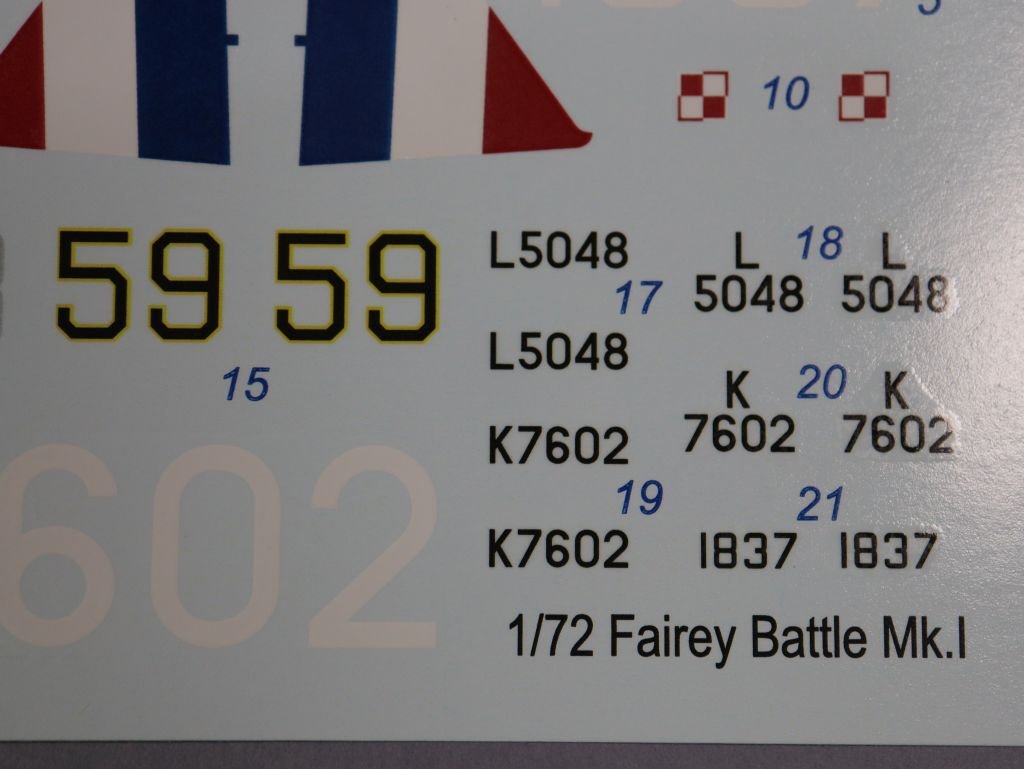 10
59 59
15
L5048
17
L5048
L 18 L
5048 5048
K7602
19
K7602
K 20 K
7602 7602
21
1837 1837
602
1/72 Fairey Battle Mk.I